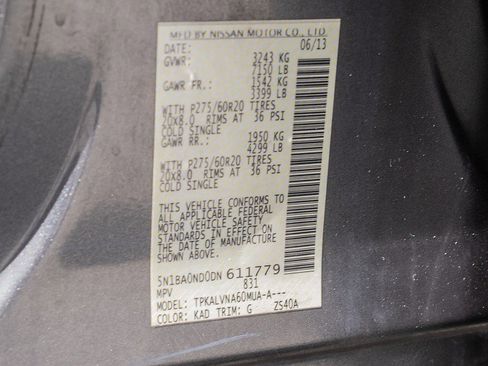 MFD BY NISSAN MOTOR CO., LTD.
DATE: 06/13
GVWR: 3243 KG
7150 LB
GAWR FR.: 1542 KG
3399 LB
WITH P275/60R20 TIRES
20x8.0 RIMS AT 36 PSI
COLD SINGLE
GAWR RR.: 1950 KG
4299 LB
WITH P275/60R20 TIRES
20x8.0 RIMS AT 36 PSI
COLD SINGLE
THIS VEHICLE CONFORMS TO
ALL APPLICABLE FEDERAL
MOTOR VEHICLE SAFETY
STANDARDS IN EFFECT ON
THE DATE OF MANUFACTURE
SHOWN ABOVE.
5N1BA0ND0DN 611779
MPV 831
MODEL: TPKALVNA60MUA-A---
COLOR: KAD TRIM: G ZS40A